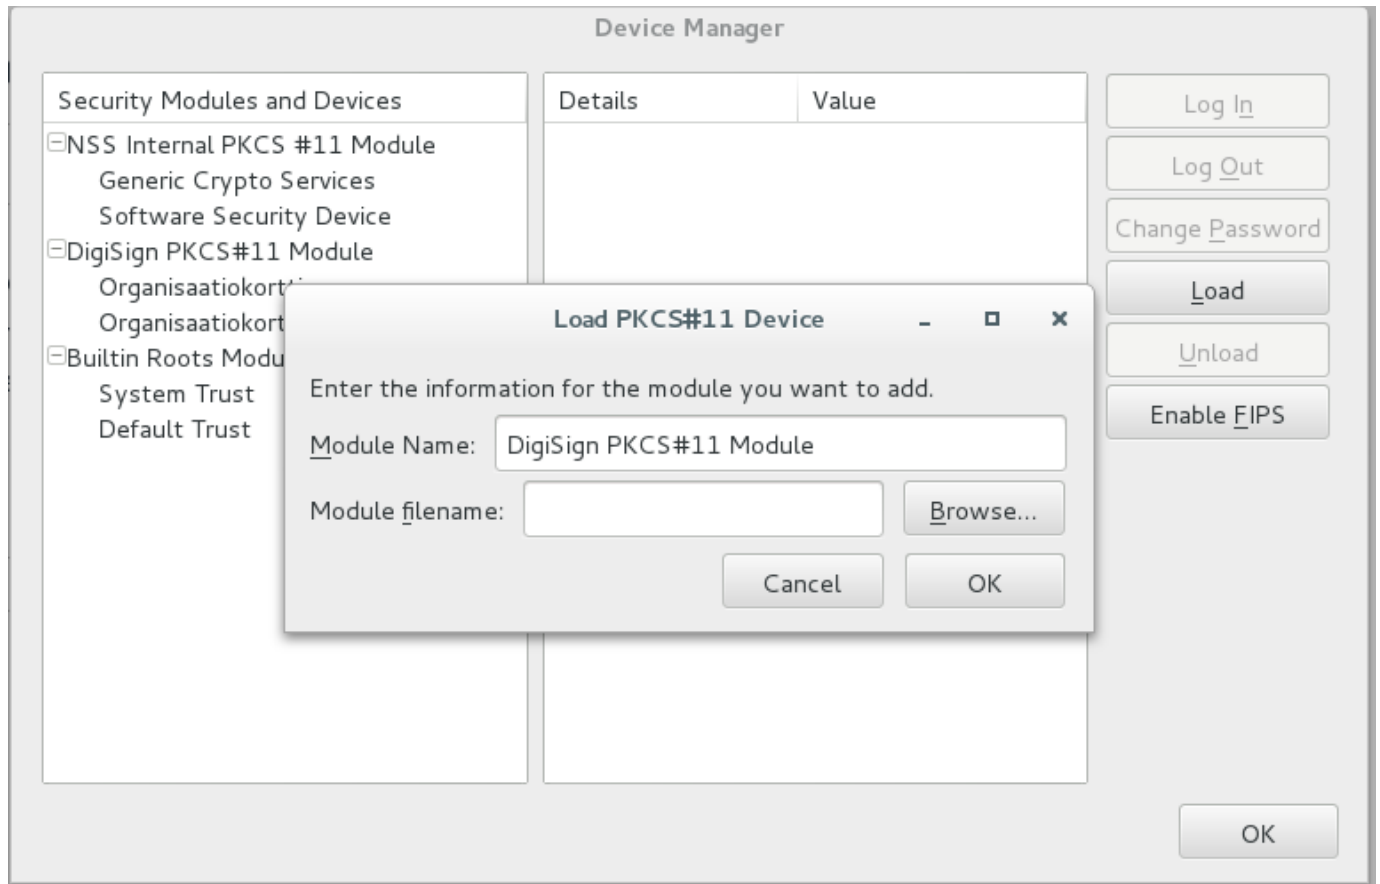 Device Manager
Security Modules and Devices
NSS Internal PKCS #11 Module
Generic Crypto Services
Software Security Device
DigiSign PKCS#11 Module
Builtin Roots
System Trust
Default Trust
Details Value
Log In
Log Out
Change Password
Load
Unload
Enable FIPS
Load PKCS#11 Device
Enter the information for the module you want to add.
Module Name: DigiSign PKCS#11 Module
Module filename: Browse...
Cancel OK
OK